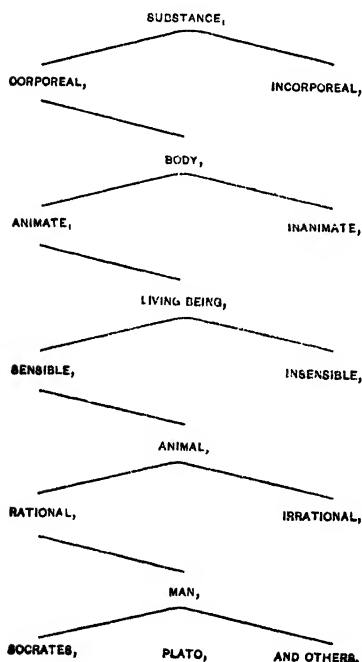 SUBSTANCE,
CORPOREAL, INCORPOREAL,
BODY,
ANIMATE, INANIMATE,
LIVING BEING,
SENSIBLE, INSENSIBLE,
ANIMAL,
RATIONAL, IRRATIONAL,
MAN,
SOCRATES, PLATO, AND OTHERS,